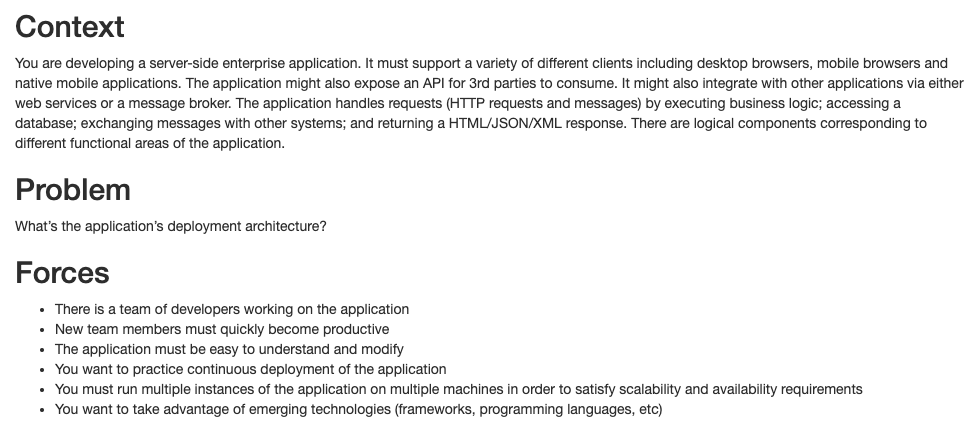 Context
You are developing a server-side enterprise application. It must support a variety of different clients including desktop browsers, mobile browsers and
native mobile applications. The application might also expose an API for 3rd parties to consume. It might also integrate with other applications via either
web services or a message broker. The application handles requests (HTTP requests and messages) by executing business logic; accessing a
database; exchanging messages with other systems; and returning a HTML/JSON/XML response. There are logical components corresponding to
different functional areas of the application.
Problem
What's the application's deployment architecture?
Forces
• There is a team of developers working on the application
• New team members must quickly become productive
• The application must be easy to understand and modify
• You want to practice continuous deployment of the application
• You must run multiple instances of the application on multiple machines in order to satisfy scalability and availability requirements
• You want to take advantage of emerging technologies (frameworks, programming languages, etc)